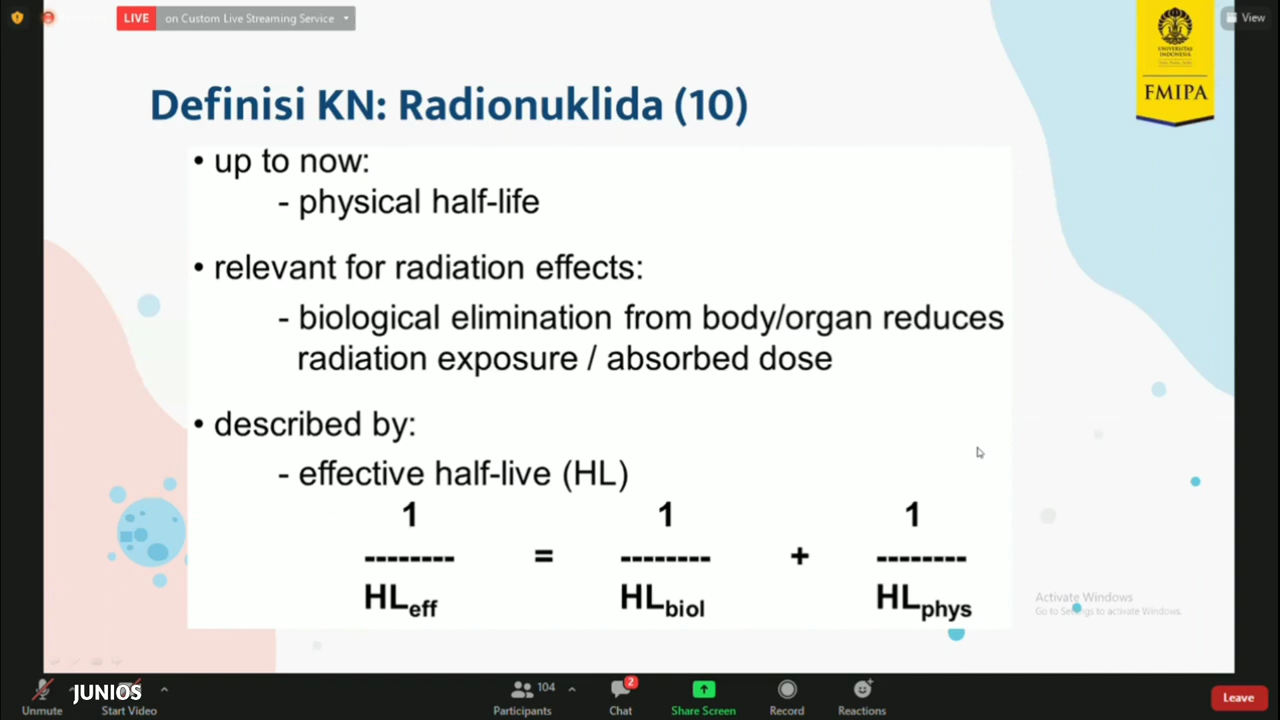 LIVE on Custom Live Streaming Service
View
UNIVERSITAS
INDONESIA
FMIPA
Definisi KN: Radionuklida (10)
• up to now:
- physical half-life
• relevant for radiation effects:
- biological elimination from body/organ reduces
radiation exposure / absorbed dose
• described by:
- effective half-live (HL)
1 1 1
-------- = -------- + --------
HLeff HLbiol HLphys
Activate Windows
Go to Settings to activate Windows.
JUNIOS
104
2
Unmute Start Video Participants Chat Share Screen Record Reactions Leave